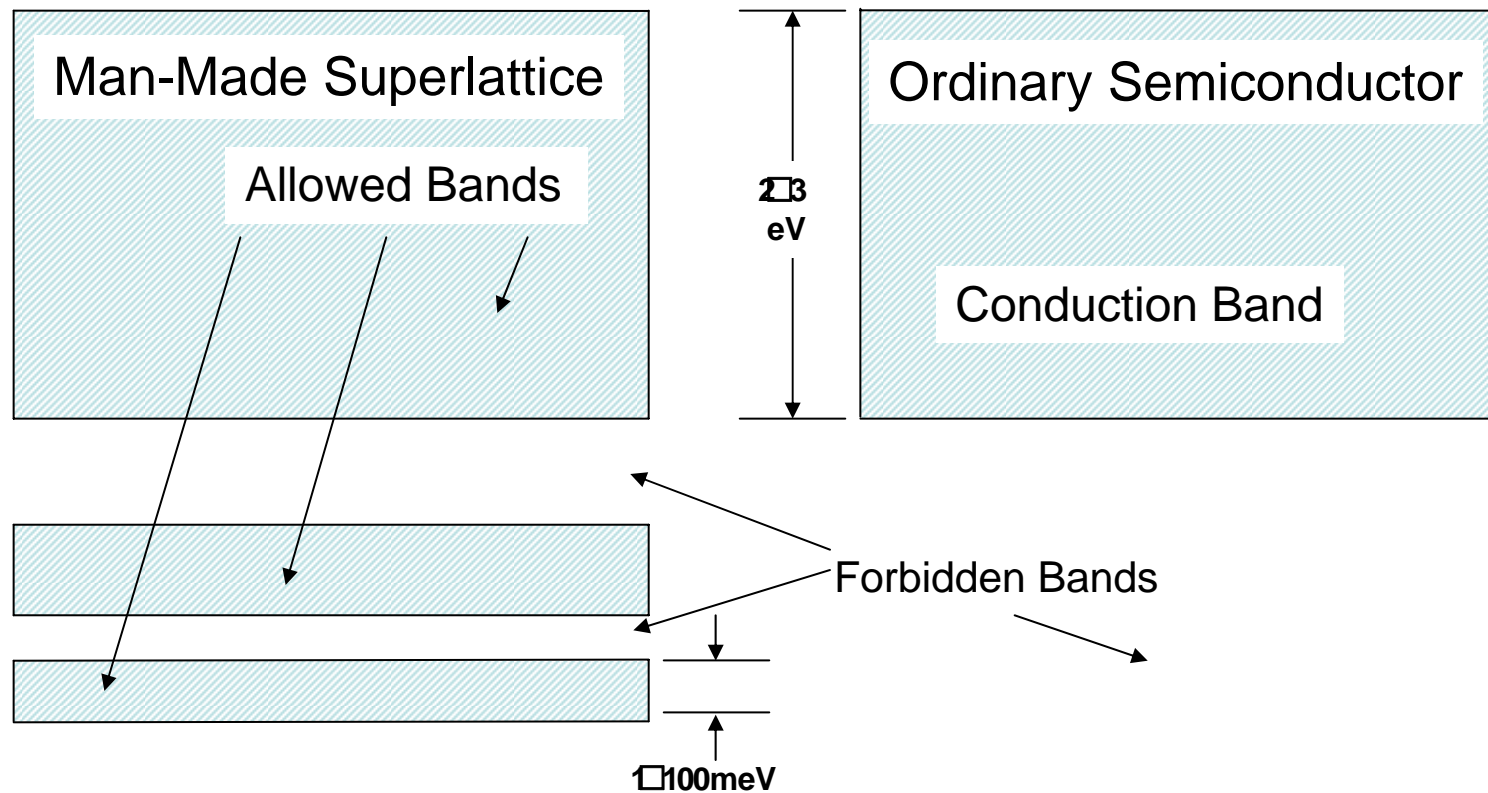 Man-Made Superlattice
Ordinary Semiconductor
Allowed Bands
2□3
eV
Conduction Band
Forbidden Bands
1□100meV